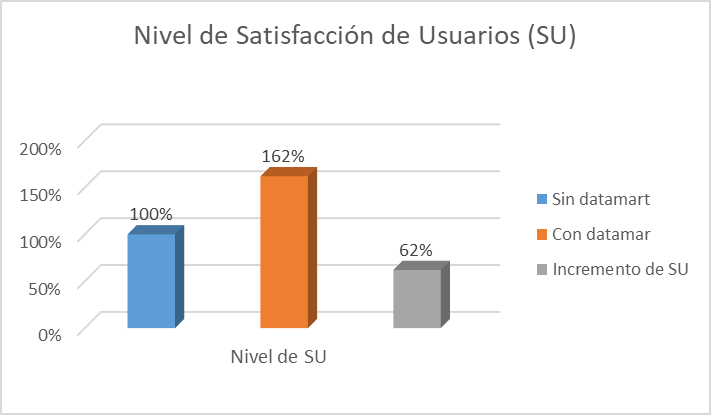 Nivel de Satisfacción de Usuarios (SU)
200%
150%
100%
50%
0%
100%
162%
62%
Nivel de SU
Sin datamart
Con datamar
Incremento de SU